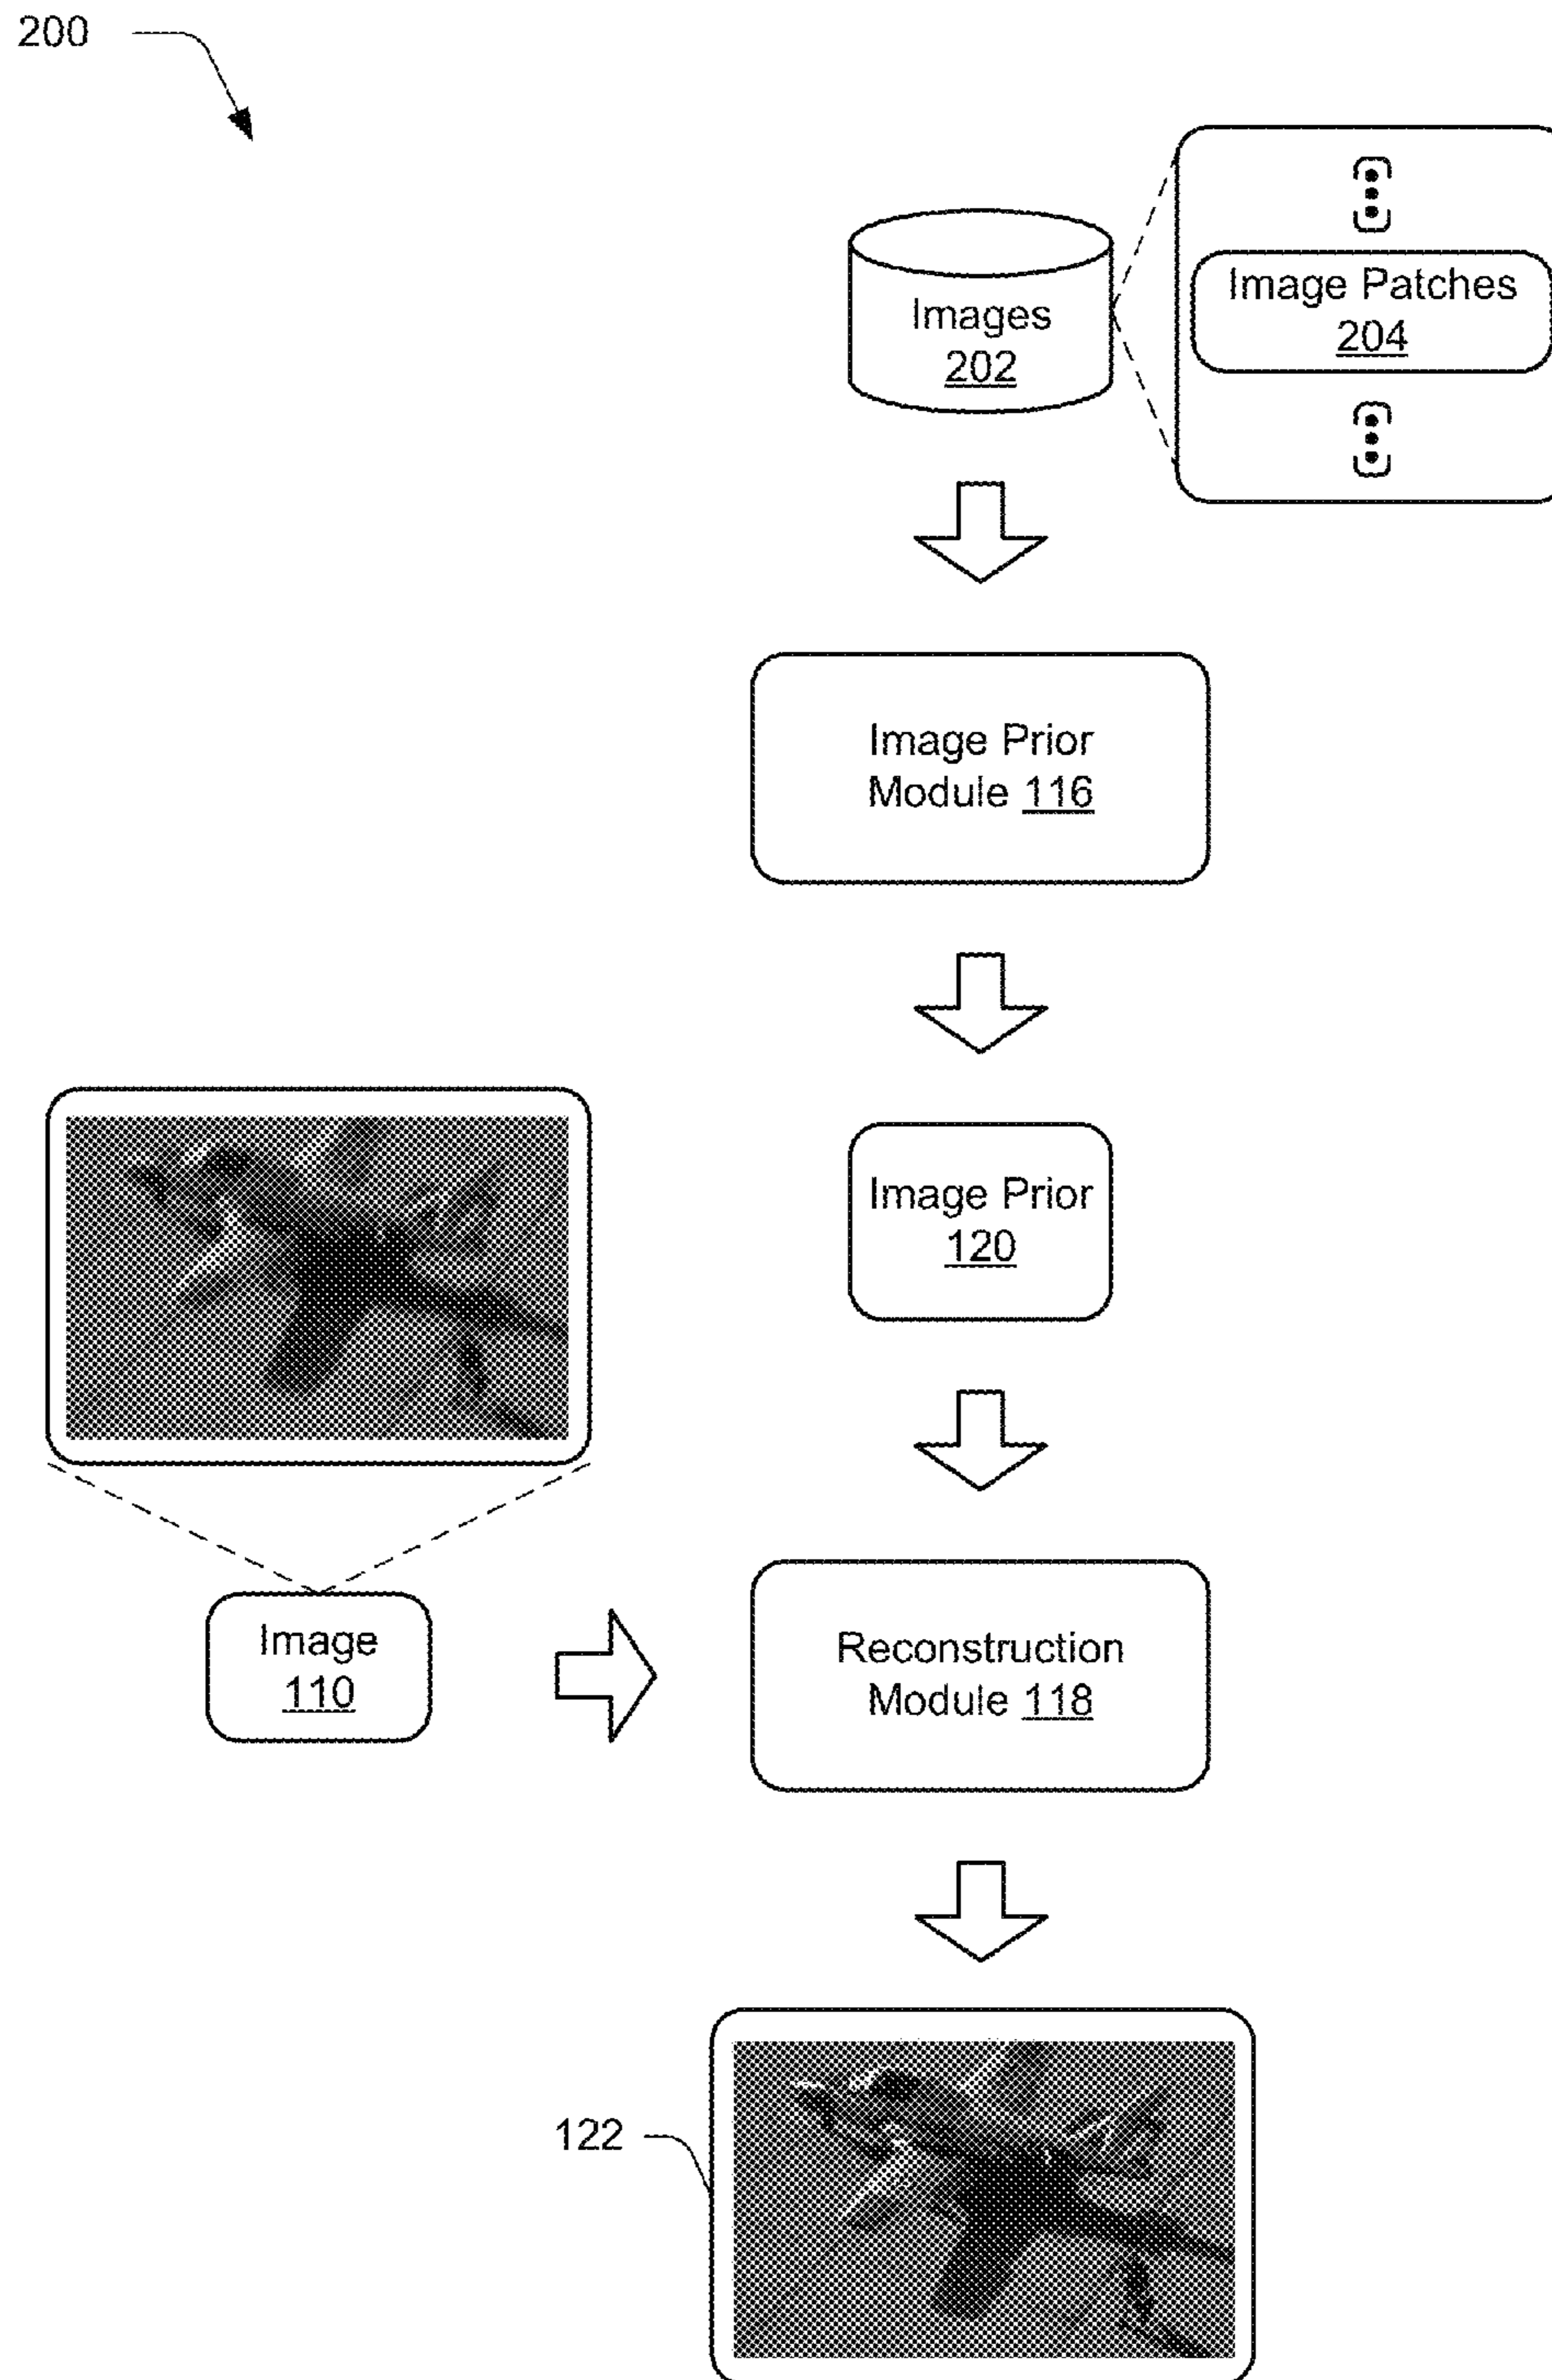 200
Images
202
Image Patches
204
Image Prior
Module 116
Image Prior
120
Image
110
Reconstruction
Module 118
122